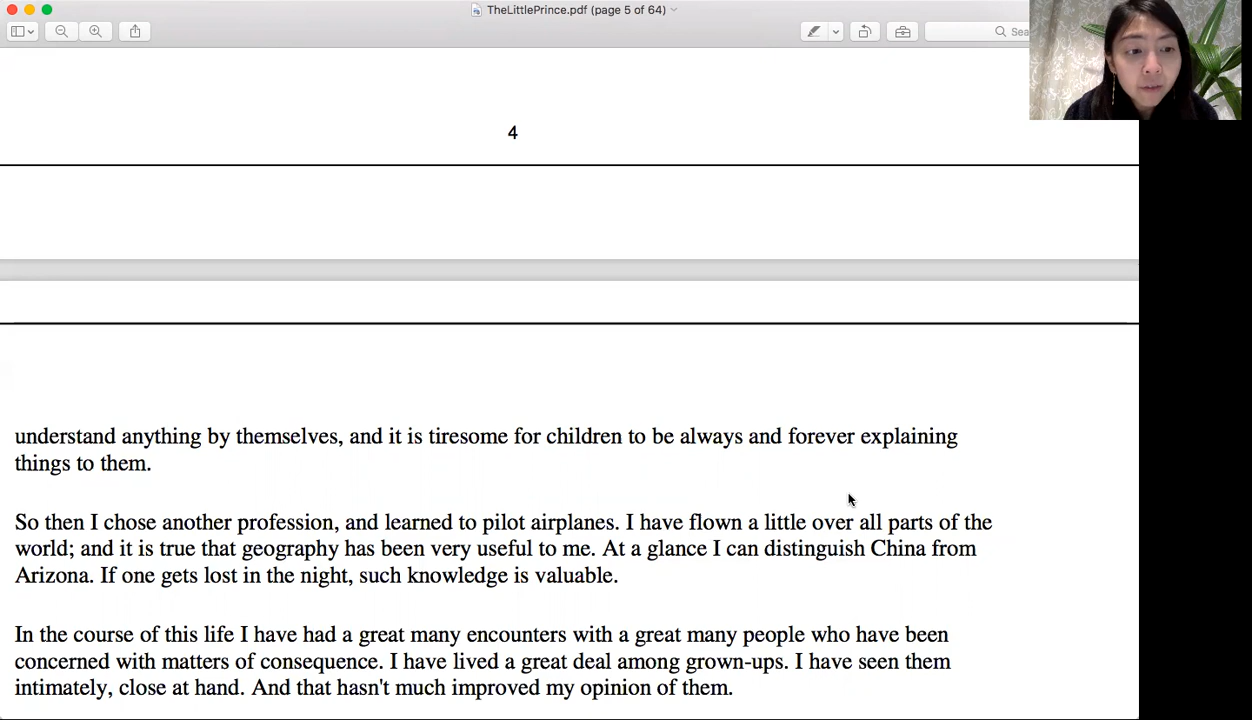 TheLittlePrince.pdf (page 5 of 64)
Sea
4
understand anything by themselves, and it is tiresome for children to be always and forever explaining
things to them.
So then I chose another profession, and learned to pilot airplanes. I have flown a little over all parts of the
world; and it is true that geography has been very useful to me. At a glance I can distinguish China from
Arizona. If one gets lost in the night, such knowledge is valuable.
In the course of this life I have had a great many encounters with a great many people who have been
concerned with matters of consequence. I have lived a great deal among grown-ups. I have seen them
intimately, close at hand. And that hasn't much improved my opinion of them.